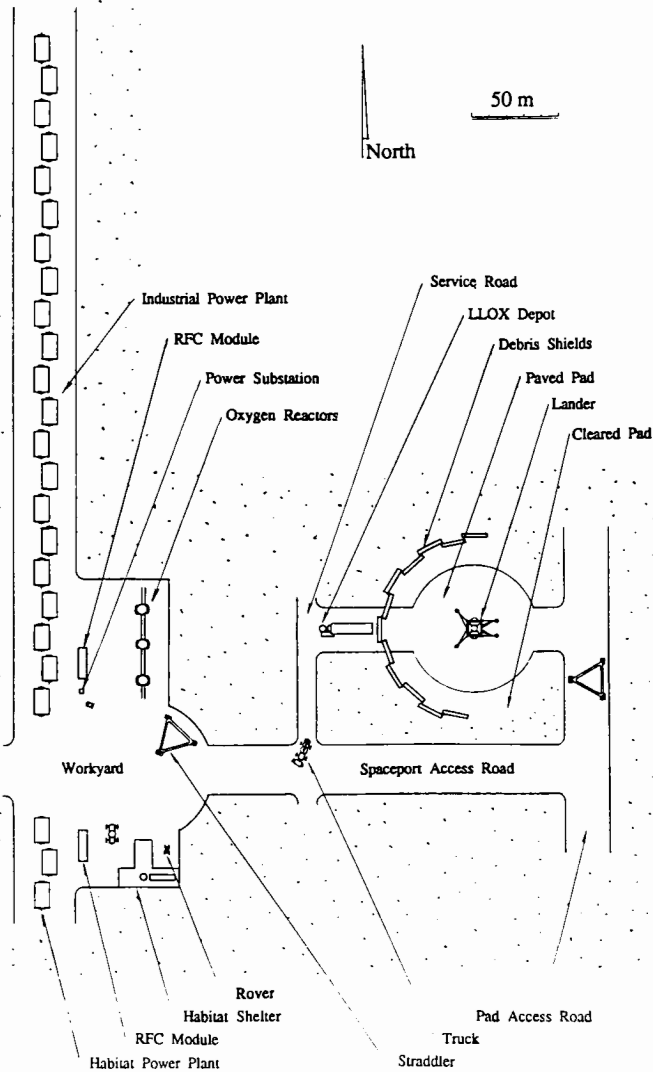 50 m
North
Service Road
Industrial Power Plant
LLOX Depot
RFC Module
Debris Shields
Power Substation
Paved Pad
Oxygen Reactors
Lander
Cleared Pad
Workyard
Spaceport Access Road
Rover
Habitat Shelter
Pad Access Road
RFC Module
Truck
Habitat Power Plant
Straddler